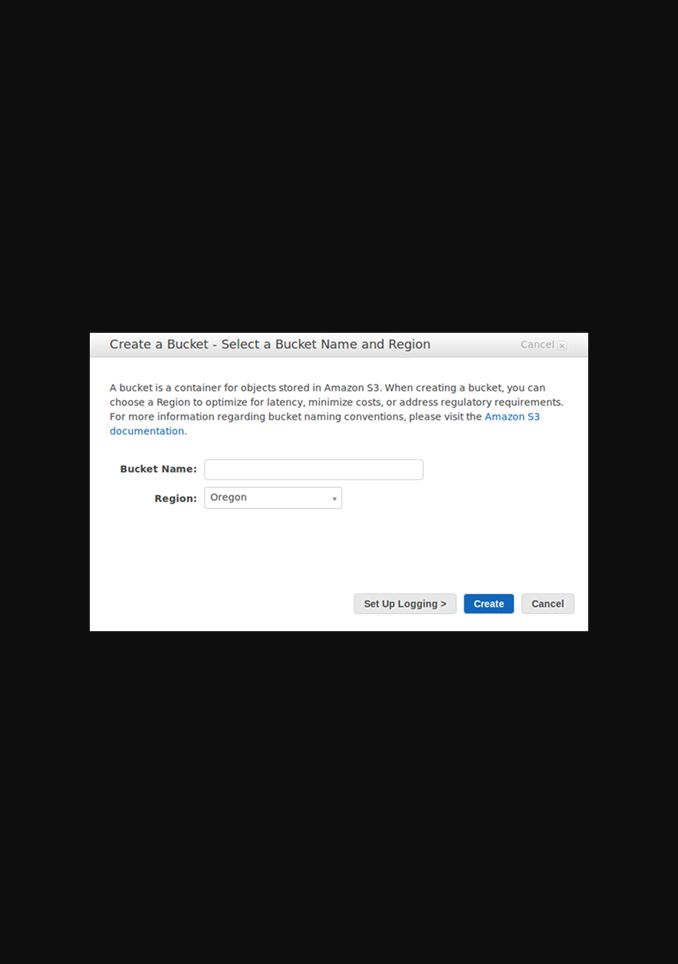 Create a Bucket - Select a Bucket Name and Region
Cancel x
A bucket is a container for objects stored in Amazon S3. When creating a bucket, you can
choose a Region to optimize for latency, minimize costs, or address regulatory requirements.
For more information regarding bucket naming conventions, please visit the Amazon S3
documentation.
Bucket Name:
Region: Oregon
Set Up Logging > Create Cancel